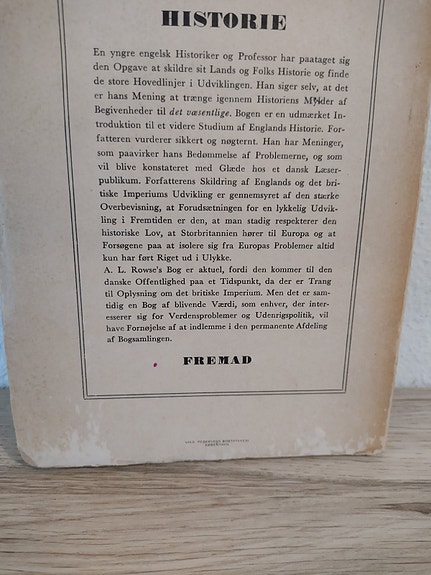 HISTORIE
En yngre engelsk Historiker og Professor har paataget sig
den Opgave at skildre sit Lands og Folks Historie og finde
de store Hovedlinjer i Udviklingen. Han siger selv, at det
er hans Mening at trænge igennem Historiens Mylder af
Begivenheder til det væsentlige. Bogen er en udmærket In-
troduktion til et videre Studium af Englands Historie. For-
fatteren vurderer sikkert og nøgternt. Han har Meninger,
som paavirker hans Bedømmelse af Problemerne, og som
vil blive konstateret med Glæde hos et dansk Læser-
publikum. Forfatterens Skildring af Englands og det bri-
tiske Imperiums Udvikling er gennemsyret af den stærke
Overbevisning, at Forudsætningen for en lykkelig Udvik-
ling i Fremtiden er den, at man stadig respekterer den
historiske Lov, at Storbritannien hører til Europa og at
Forsøgene paa at isolere sig fra Europas Problemer altid
kun har ført Riget ud i Ulykke.
A. L. Rowse's Bog er aktuel, fordi den kommer til den
danske Offentlighed paa et Tidspunkt, da der er Trang
til Oplysning om det britiske Imperium. Men det er sam-
tidig en Bog af blivende Værdi, som enhver, der inter-
esserer sig for Verdensproblemer og Udenrigspolitik, vil
have Fornøjelse af at indlemme i den permanente Afdeling
af Bogsamlingen.
FREMAD